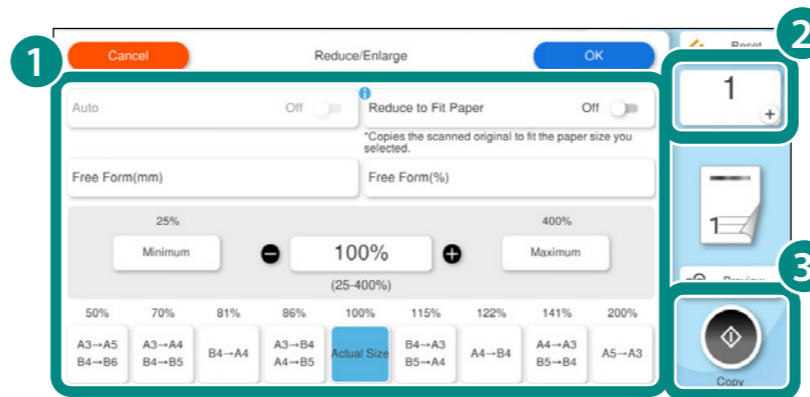 1
Cancel
Reduce/Enlarge
OK
Reset
2
1
+
Auto
Off
Reduce to Fit Paper
Off
*Copies the scanned original to fit the paper size you
selected.
Free Form(mm)
Free Form(%)
1
25%
400%
Minimum
100%
Maximum
(25-400%)
Preview
3
50% 70% 81% 86% 100% 115% 122% 141% 200%
A3→A5 A3→A4 B4→A4 A3→B4 Actual Size B4→A3 A4→B4 A4→A3 A5→A3
B4→B6 B4→B5 A4→B5 B5→A4 B5→B4
Copy